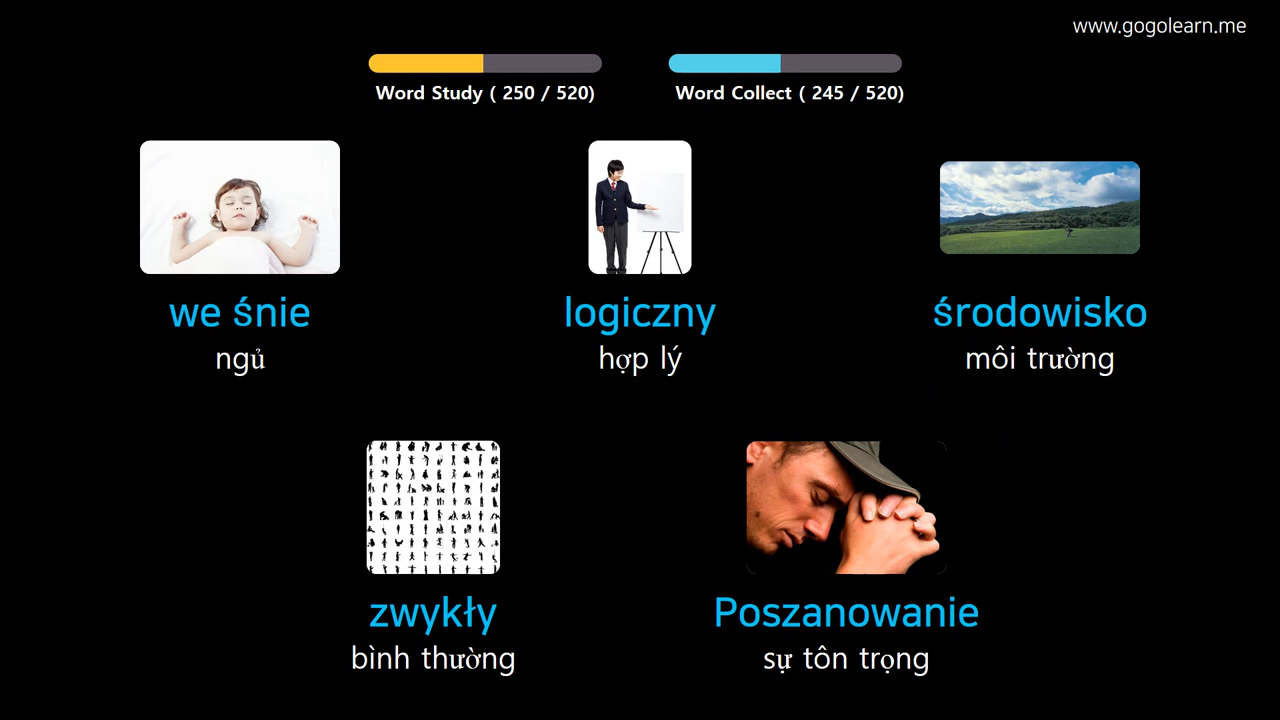 www.gogolearn.me
Word Study ( 250 / 520)
Word Collect ( 245 / 520)
we śnie
ngủ
logiczny
hợp lý
środowisko
môi trường
zwykły
bình thường
Poszanowanie
sự tôn trọng